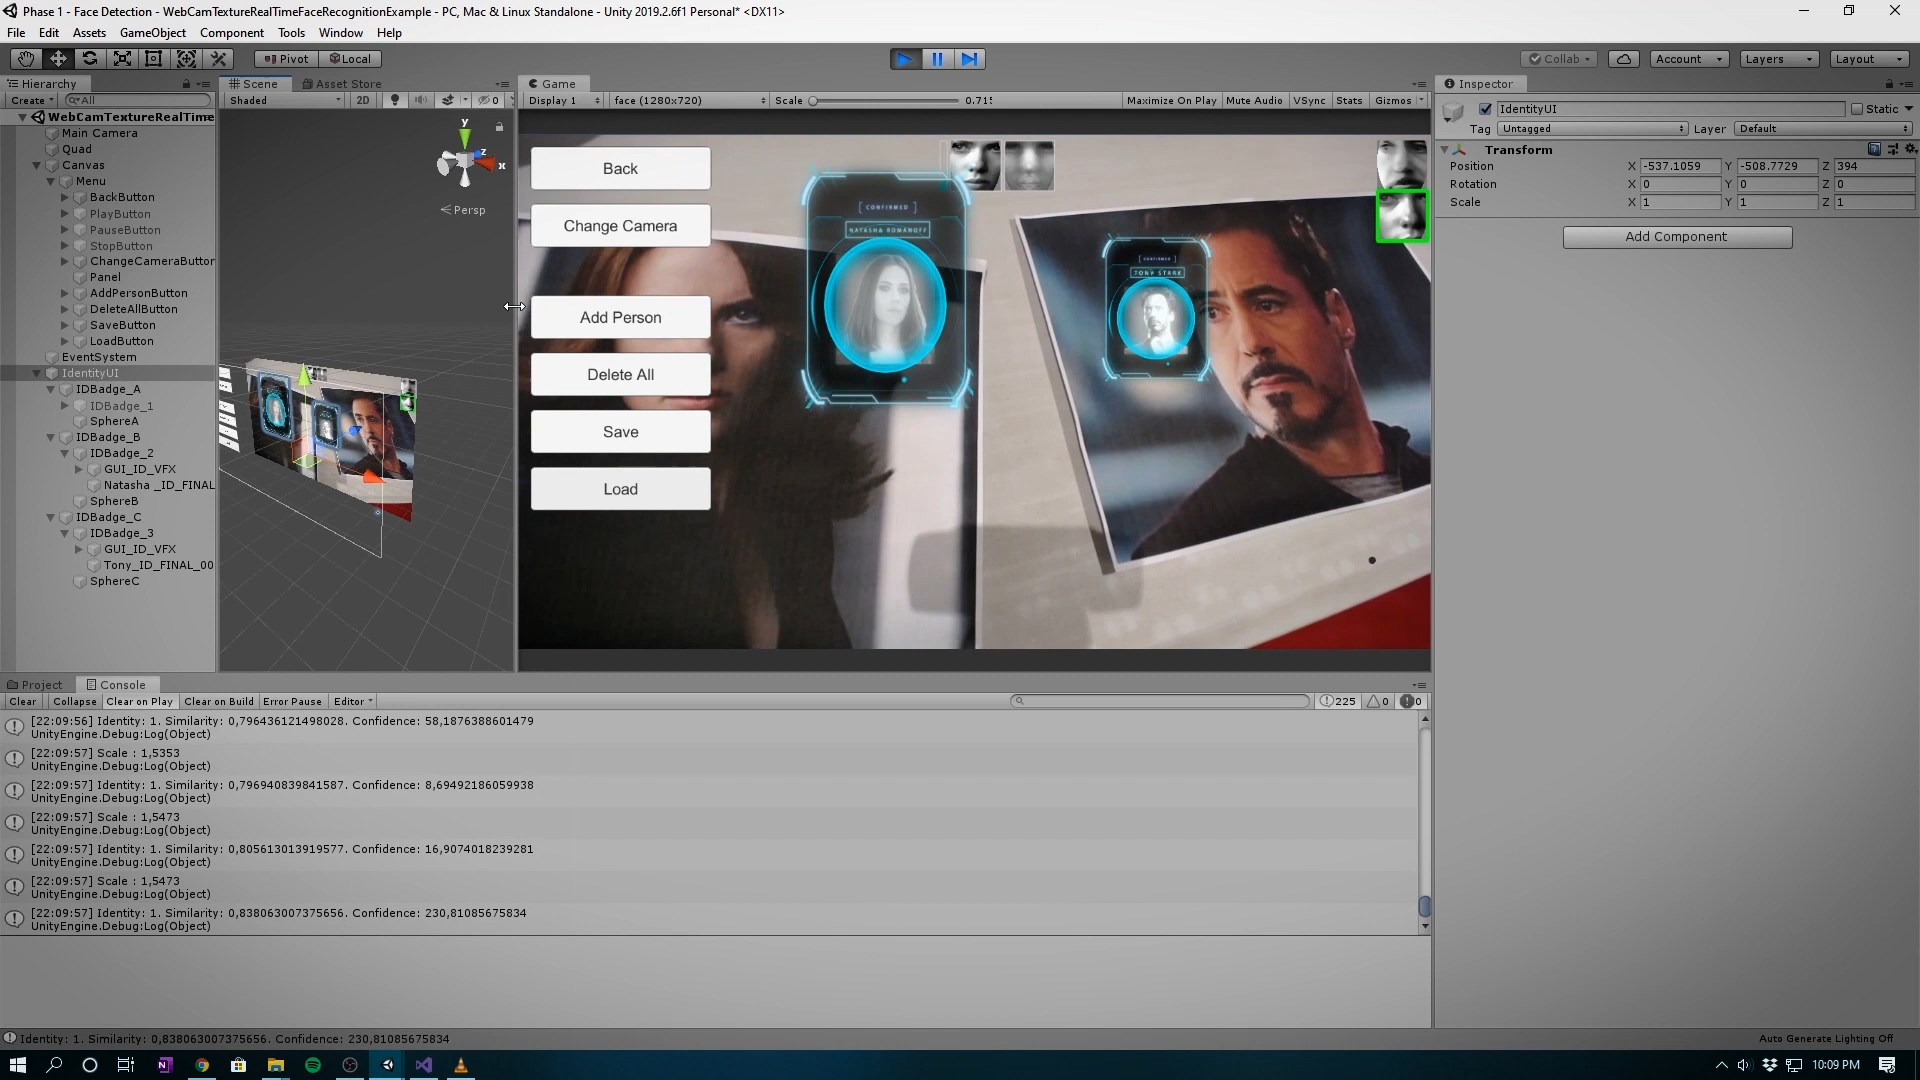 Phase 1 - Face Detection - WebCamTextureRealTimeFaceRecognitionExample - PC, Mac & Linux Standalone - Unity 2019.2.6f1 Personal* <DX11>
File Edit Assets GameObject Component Tools Window Help
Pivot Local Collab Account Layers Layout
Hierarchy Scene Asset Store Game Inspector
Create All Shaded 2D 0 Display 1 face (1280x720) Scale 0.715 Maximize On Play Mute Audio VSync Stats Gizmos
IdentityUI Static
Tag Untagged Layer Default
Transform
Position X -537.1059 Y -508.7729 Z 394
Rotation X 0 Y 0 Z 0
Scale X 1 Y 1 Z 1
Add Component
WebCamTextureRealTime
Main Camera
Quad
Canvas
Menu
BackButton
PlayButton
PauseButton
StopButton
ChangeCameraButton
Panel
AddPersonButton
DeleteAllButton
SaveButton
LoadButton
EventSystem
IdentityUI
IDBadge_A
IDBadge_1
SphereA
IDBadge_B
IDBadge_2
GUI_ID_VFX
Natasha _ID_FINAL
SphereB
IDBadge_C
IDBadge_3
GUI_ID_VFX
Tony_ID_FINAL_00
SphereC
y
z
x
Persp
Back
Change Camera
Add Person
Delete All
Save
Load
[ CONFIRMED ]
NATASHA ROMANOFF
[ CONFIRMED ]
TONY STARK
Project Console
Clear Collapse Clear on Play Clear on Build Error Pause Editor 225 0 0
[22:09:56] Identity: 1. Similarity: 0,796436121498028. Confidence: 58,1876388601479
UnityEngine.Debug:Log(Object)
[22:09:57] Scale : 1,5353
UnityEngine.Debug:Log(Object)
[22:09:57] Identity: 1. Similarity: 0,796940839841587. Confidence: 8,69492186059938
UnityEngine.Debug:Log(Object)
[22:09:57] Scale : 1,5473
UnityEngine.Debug:Log(Object)
[22:09:57] Identity: 1. Similarity: 0,805613013919577. Confidence: 16,9074018239281
UnityEngine.Debug:Log(Object)
[22:09:57] Scale : 1,5473
UnityEngine.Debug:Log(Object)
[22:09:57] Identity: 1. Similarity: 0,838063007375656. Confidence: 230,81085675834
UnityEngine.Debug:Log(Object)
Identity: 1. Similarity: 0,838063007375656. Confidence: 230,81085675834
Auto Generate Lighting Off
10:09 PM